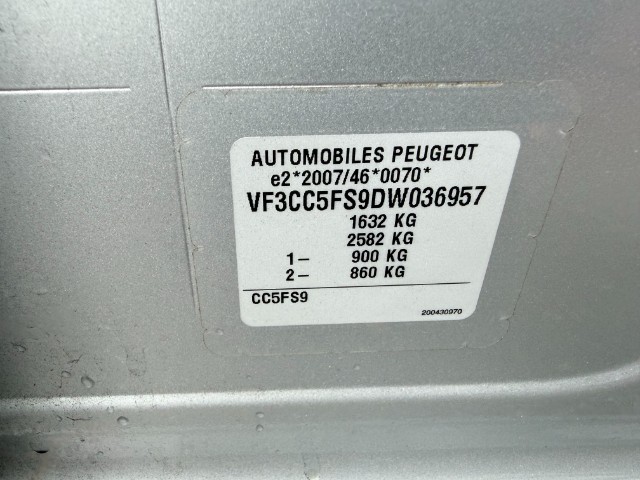 AUTOMOBILES PEUGEOT
e2*2007/46*0070*
VF3CC5FS9DW036957
1632 KG
2582 KG
1– 900 KG
2– 860 KG
CC5FS9
200430970